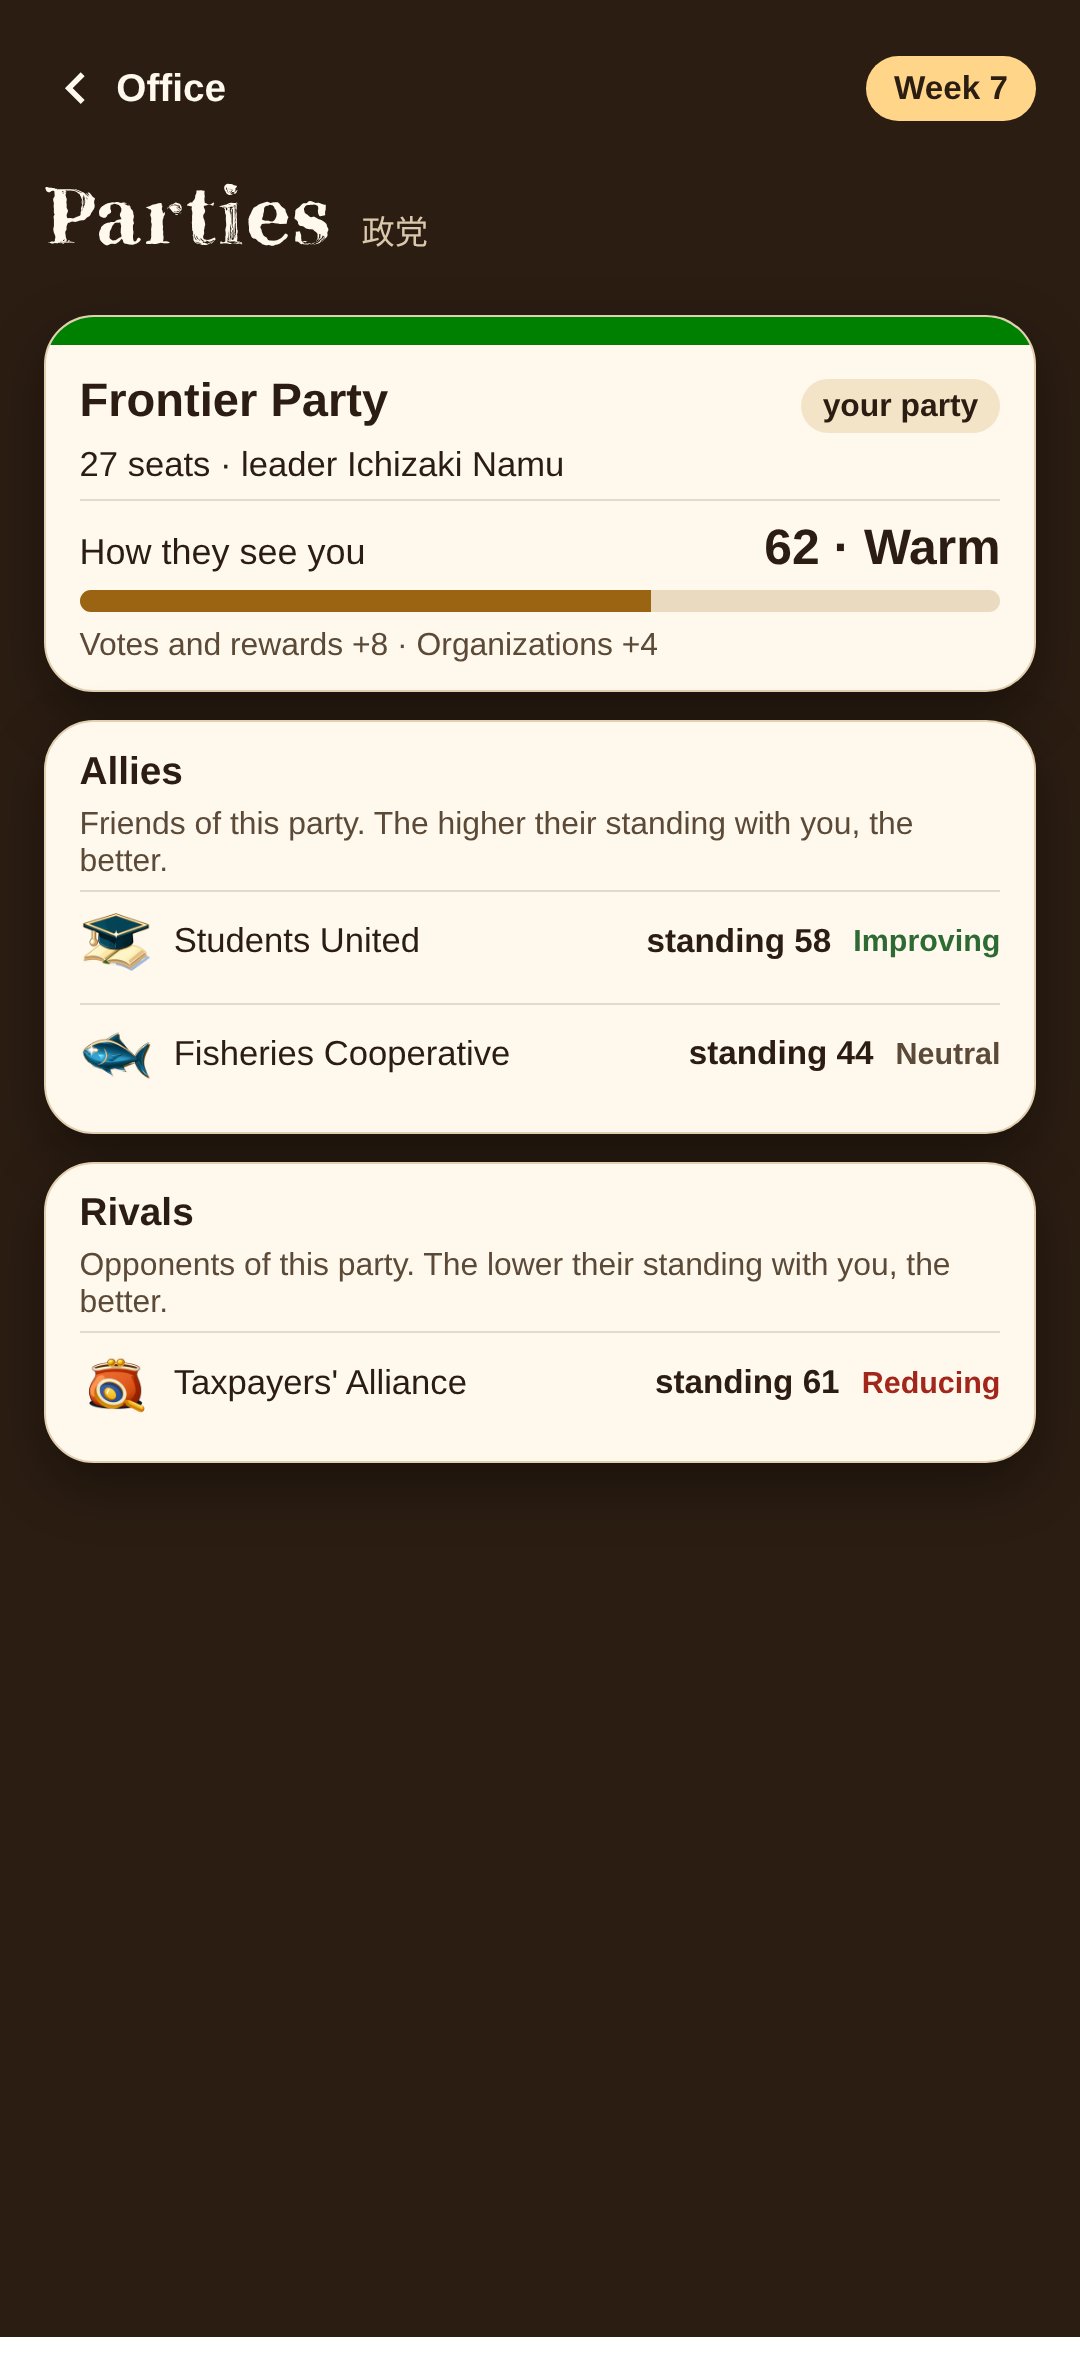 Office
Week 7
Parties 政党
Frontier Party
your party
27 seats · leader Ichizaki Namu
How they see you
62 · Warm
Votes and rewards +8 · Organizations +4
Allies
Friends of this party. The higher their standing with you, the
better.
Students United
standing 58 Improving
Fisheries Cooperative
standing 44 Neutral
Rivals
Opponents of this party. The lower their standing with you, the
better.
Taxpayers' Alliance
standing 61 Reducing